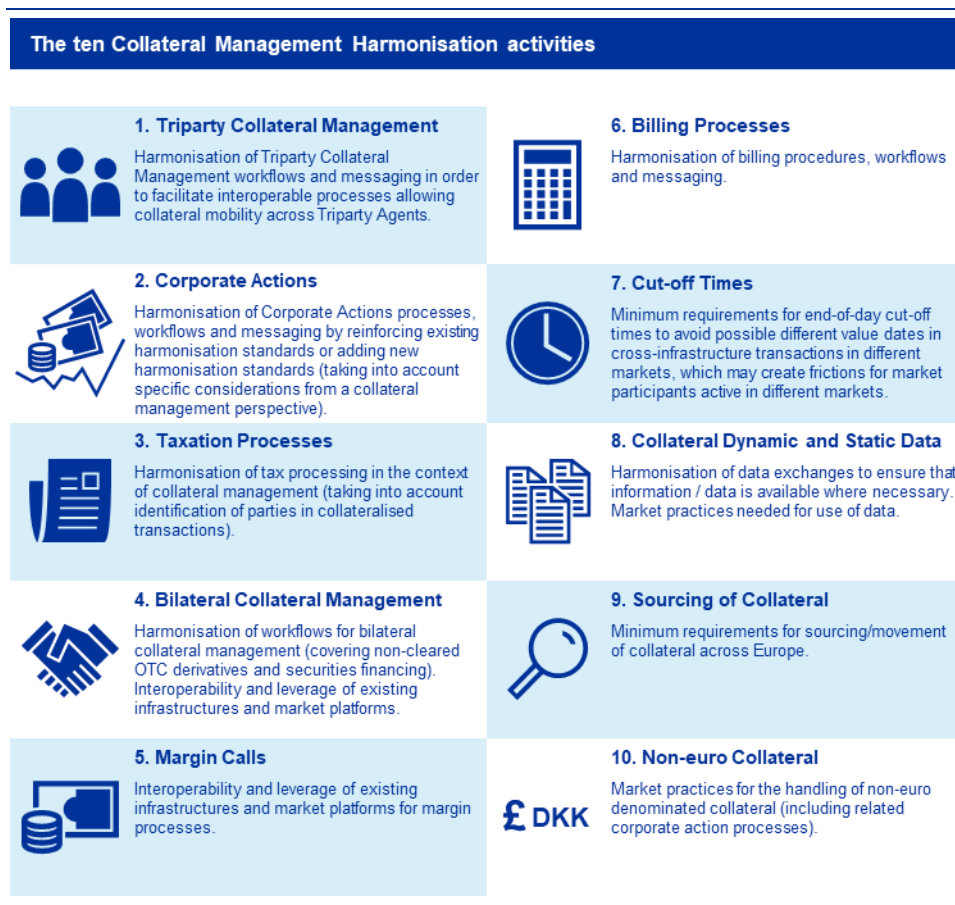 The ten Collateral Management Harmonisation activities
1. Triparty Collateral Management
Harmonisation of Triparty Collateral
Management workflows and messaging in order
to facilitate interoperable processes allowing
collateral mobility across Triparty Agents.
2. Corporate Actions
Harmonisation of Corporate Actions processes,
workflows and messaging by reinforcing existing
harmonisation standards or adding new
harmonisation standards (taking into account
specific considerations from a collateral
management perspective).
3. Taxation Processes
Harmonisation of tax processing in the context
of collateral management (taking into account
identification of parties in collateralised
transactions).
4. Bilateral Collateral Management
Harmonisation of workflows for bilateral
collateral management (covering non-cleared
OTC derivatives and securities financing).
Interoperability and leverage of existing
infrastructures and market platforms.
5. Margin Calls
Interoperability and leverage of existing
infrastructures and market platforms for margin
processes.
6. Billing Processes
Harmonisation of billing procedures, workflows
and messaging.
7. Cut-off Times
Minimum requirements for end-of-day cut-off
times to avoid possible different value dates in
cross-infrastructure transactions in different
markets, which may create frictions for market
participants active in different markets.
8. Collateral Dynamic and Static Data
Harmonisation of data exchanges to ensure that
information / data is available where necessary.
Market practices needed for use of data.
9. Sourcing of Collateral
Minimum requirements for sourcing/movement
of collateral across Europe.
10. Non-euro Collateral
Market practices for the handling of non-euro
denominated collateral (including related
corporate action processes).
£ DKK